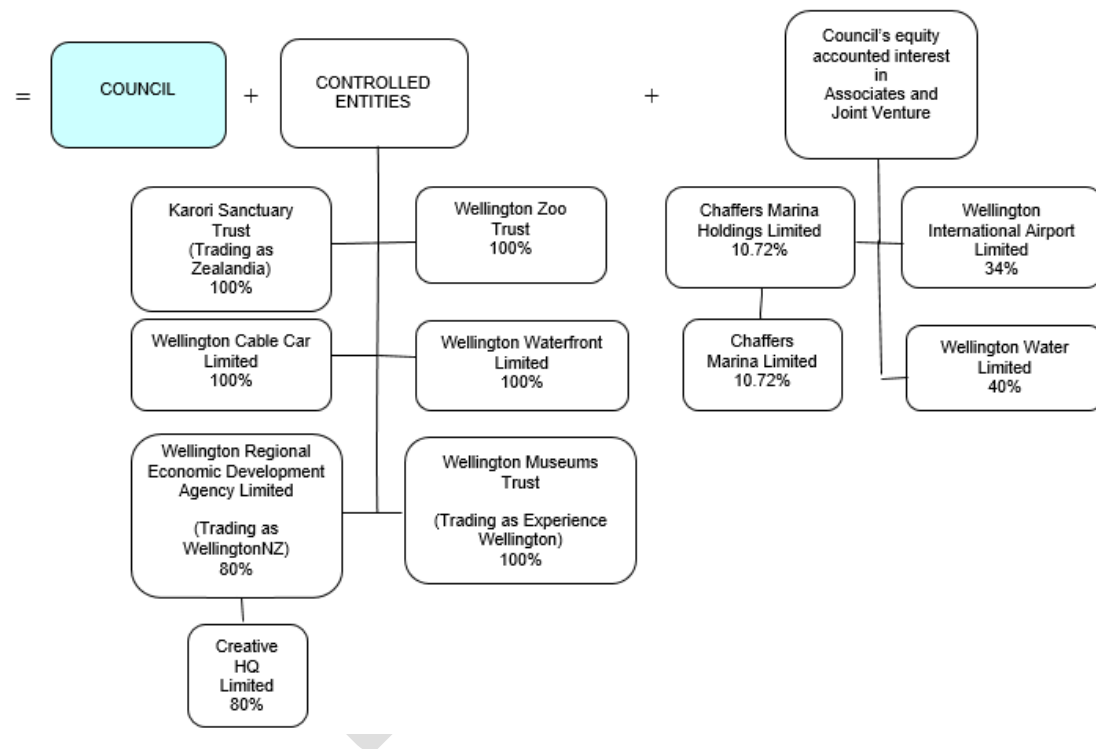 =
COUNCIL
+
CONTROLLED
ENTITIES
+
Council's equity
accounted interest
in
Associates and
Joint Venture
Karori Sanctuary
Trust
(Trading as
Zealandia)
100%
Wellington Zoo
Trust
100%
Chaffers Marina
Holdings Limited
10.72%
Wellington
International Airport
Limited
34%
Wellington Cable Car
Limited
100%
Wellington Waterfront
Limited
100%
Chaffers
Marina Limited
10.72%
Wellington Water
Limited
40%
Wellington Regional
Economic Development
Agency Limited
(Trading as
WellingtonNZ)
80%
Wellington Museums
Trust
(Trading as Experience
Wellington)
100%
Creative
HQ
Limited
80%